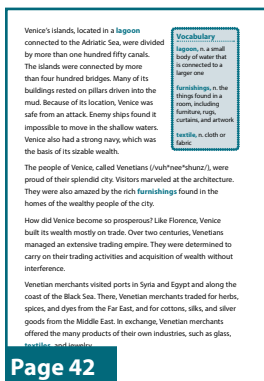 Venice's islands, located in a lagoon
connected to the Adriatic Sea, were divided
by more than one hundred fifty canals.
The islands were connected by more
than four hundred bridges. Many of its
buildings rested on pillars driven into the
mud. Because of its location, Venice was
safe from an attack. Enemy ships found it
impossible to move in the shallow waters.
Venice also had a strong navy, which was
the basis of its sizable wealth.
Vocabulary
lagoon, n. a small
body of water that
is connected to a
larger one
furnishings, n. the
things found in a
room, including
furniture, rugs,
curtains, and artwork
textile, n. cloth or
fabric
The people of Venice, called Venetians (/vuh*nee*shunz/), were
proud of their splendid city. Visitors marveled at the architecture.
They were also amazed by the rich furnishings found in the
homes of the wealthy people of the city.
How did Venice become so prosperous? Like Florence, Venice
built its wealth mostly on trade. Over two centuries, Venetians
managed an extensive trading empire. They were determined to
carry on their trading activities and acquisition of wealth without
interference.
Venetian merchants visited ports in Syria and Egypt and along the
coast of the Black Sea. There, Venetian merchants traded for herbs,
spices, and dyes from the Far East, and for cottons, silks, and silver
goods from the Middle East. In exchange, Venetian merchants
offered the many products of their own industries, such as glass,
textiles, and jewelry.
Page 42